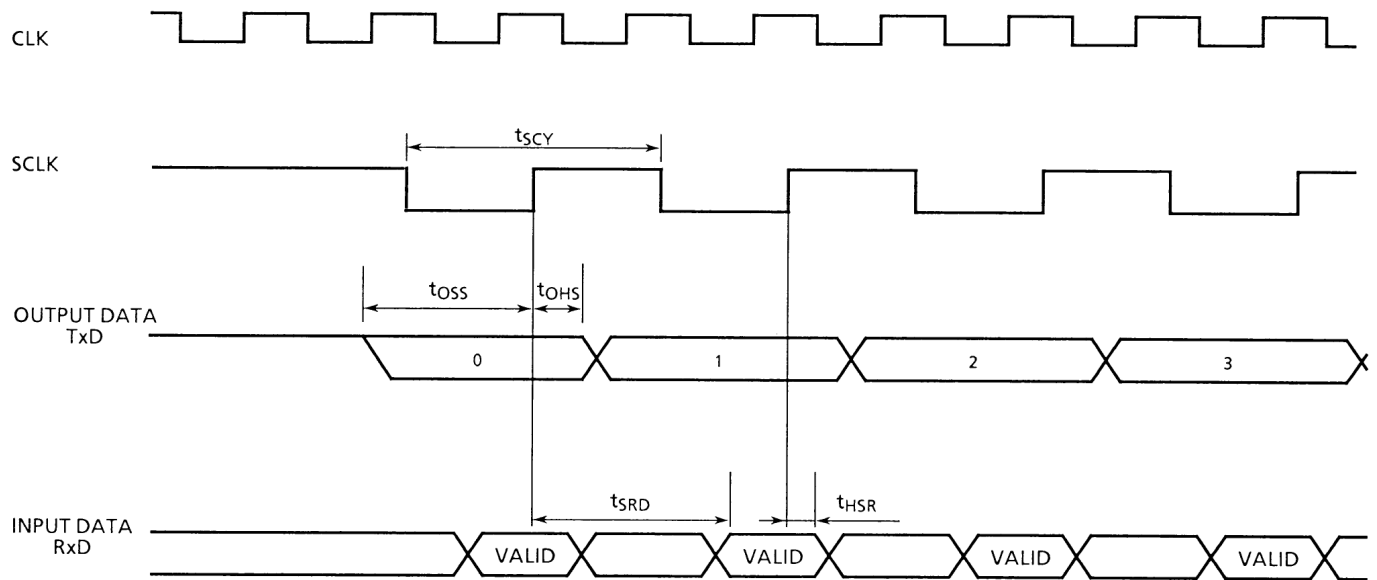 CLK
tSCY
SCLK
tOSS tOHS
OUTPUT DATA
TxD
0 1 2 3
tSRD tHSR
INPUT DATA
RxD
VALID VALID VALID VALID